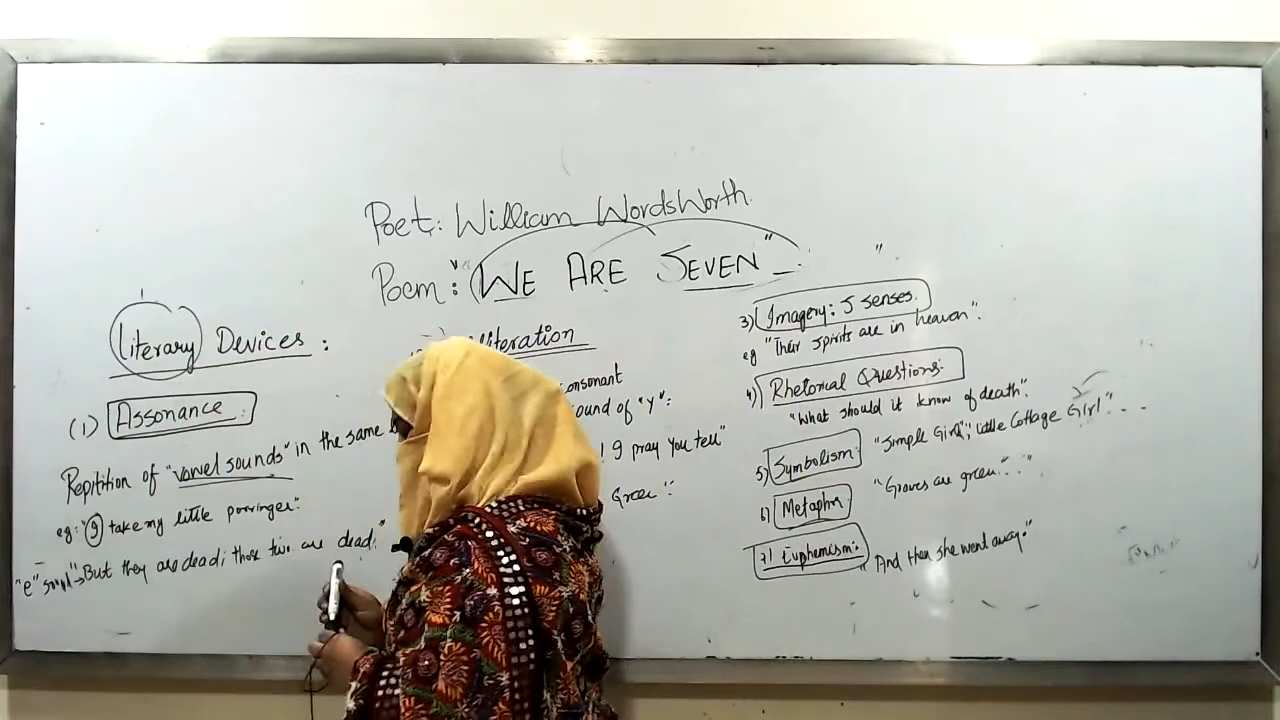 Poet: William WordsWorth.
Poem: "WE ARE SEVEN"
Literary Devices :
(1) Assonance
Repitition of "vowel sounds" in the same
eg: "I take my little porringer."
"e" sound → But they are dead; those two are dead."
lliteration
onsonant
ound of "y":
! I pray you tell"
Green":
3) Imagery: 5 senses.
eg "Their spirits are in heaven".
4) Rhetorial Questions:
"What should it know of death".
5) Symbolism: "Simple Girl", "Little Cottage Girl"...
6) Metaphr "Groves are green"..
7) Euphemism: "And then she went away."